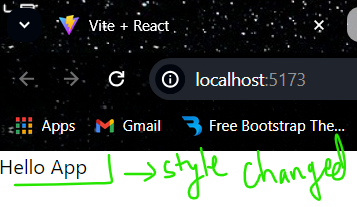 Vite + React
localhost:5173
Apps Gmail Free Bootstrap The...
Hello App → style changed